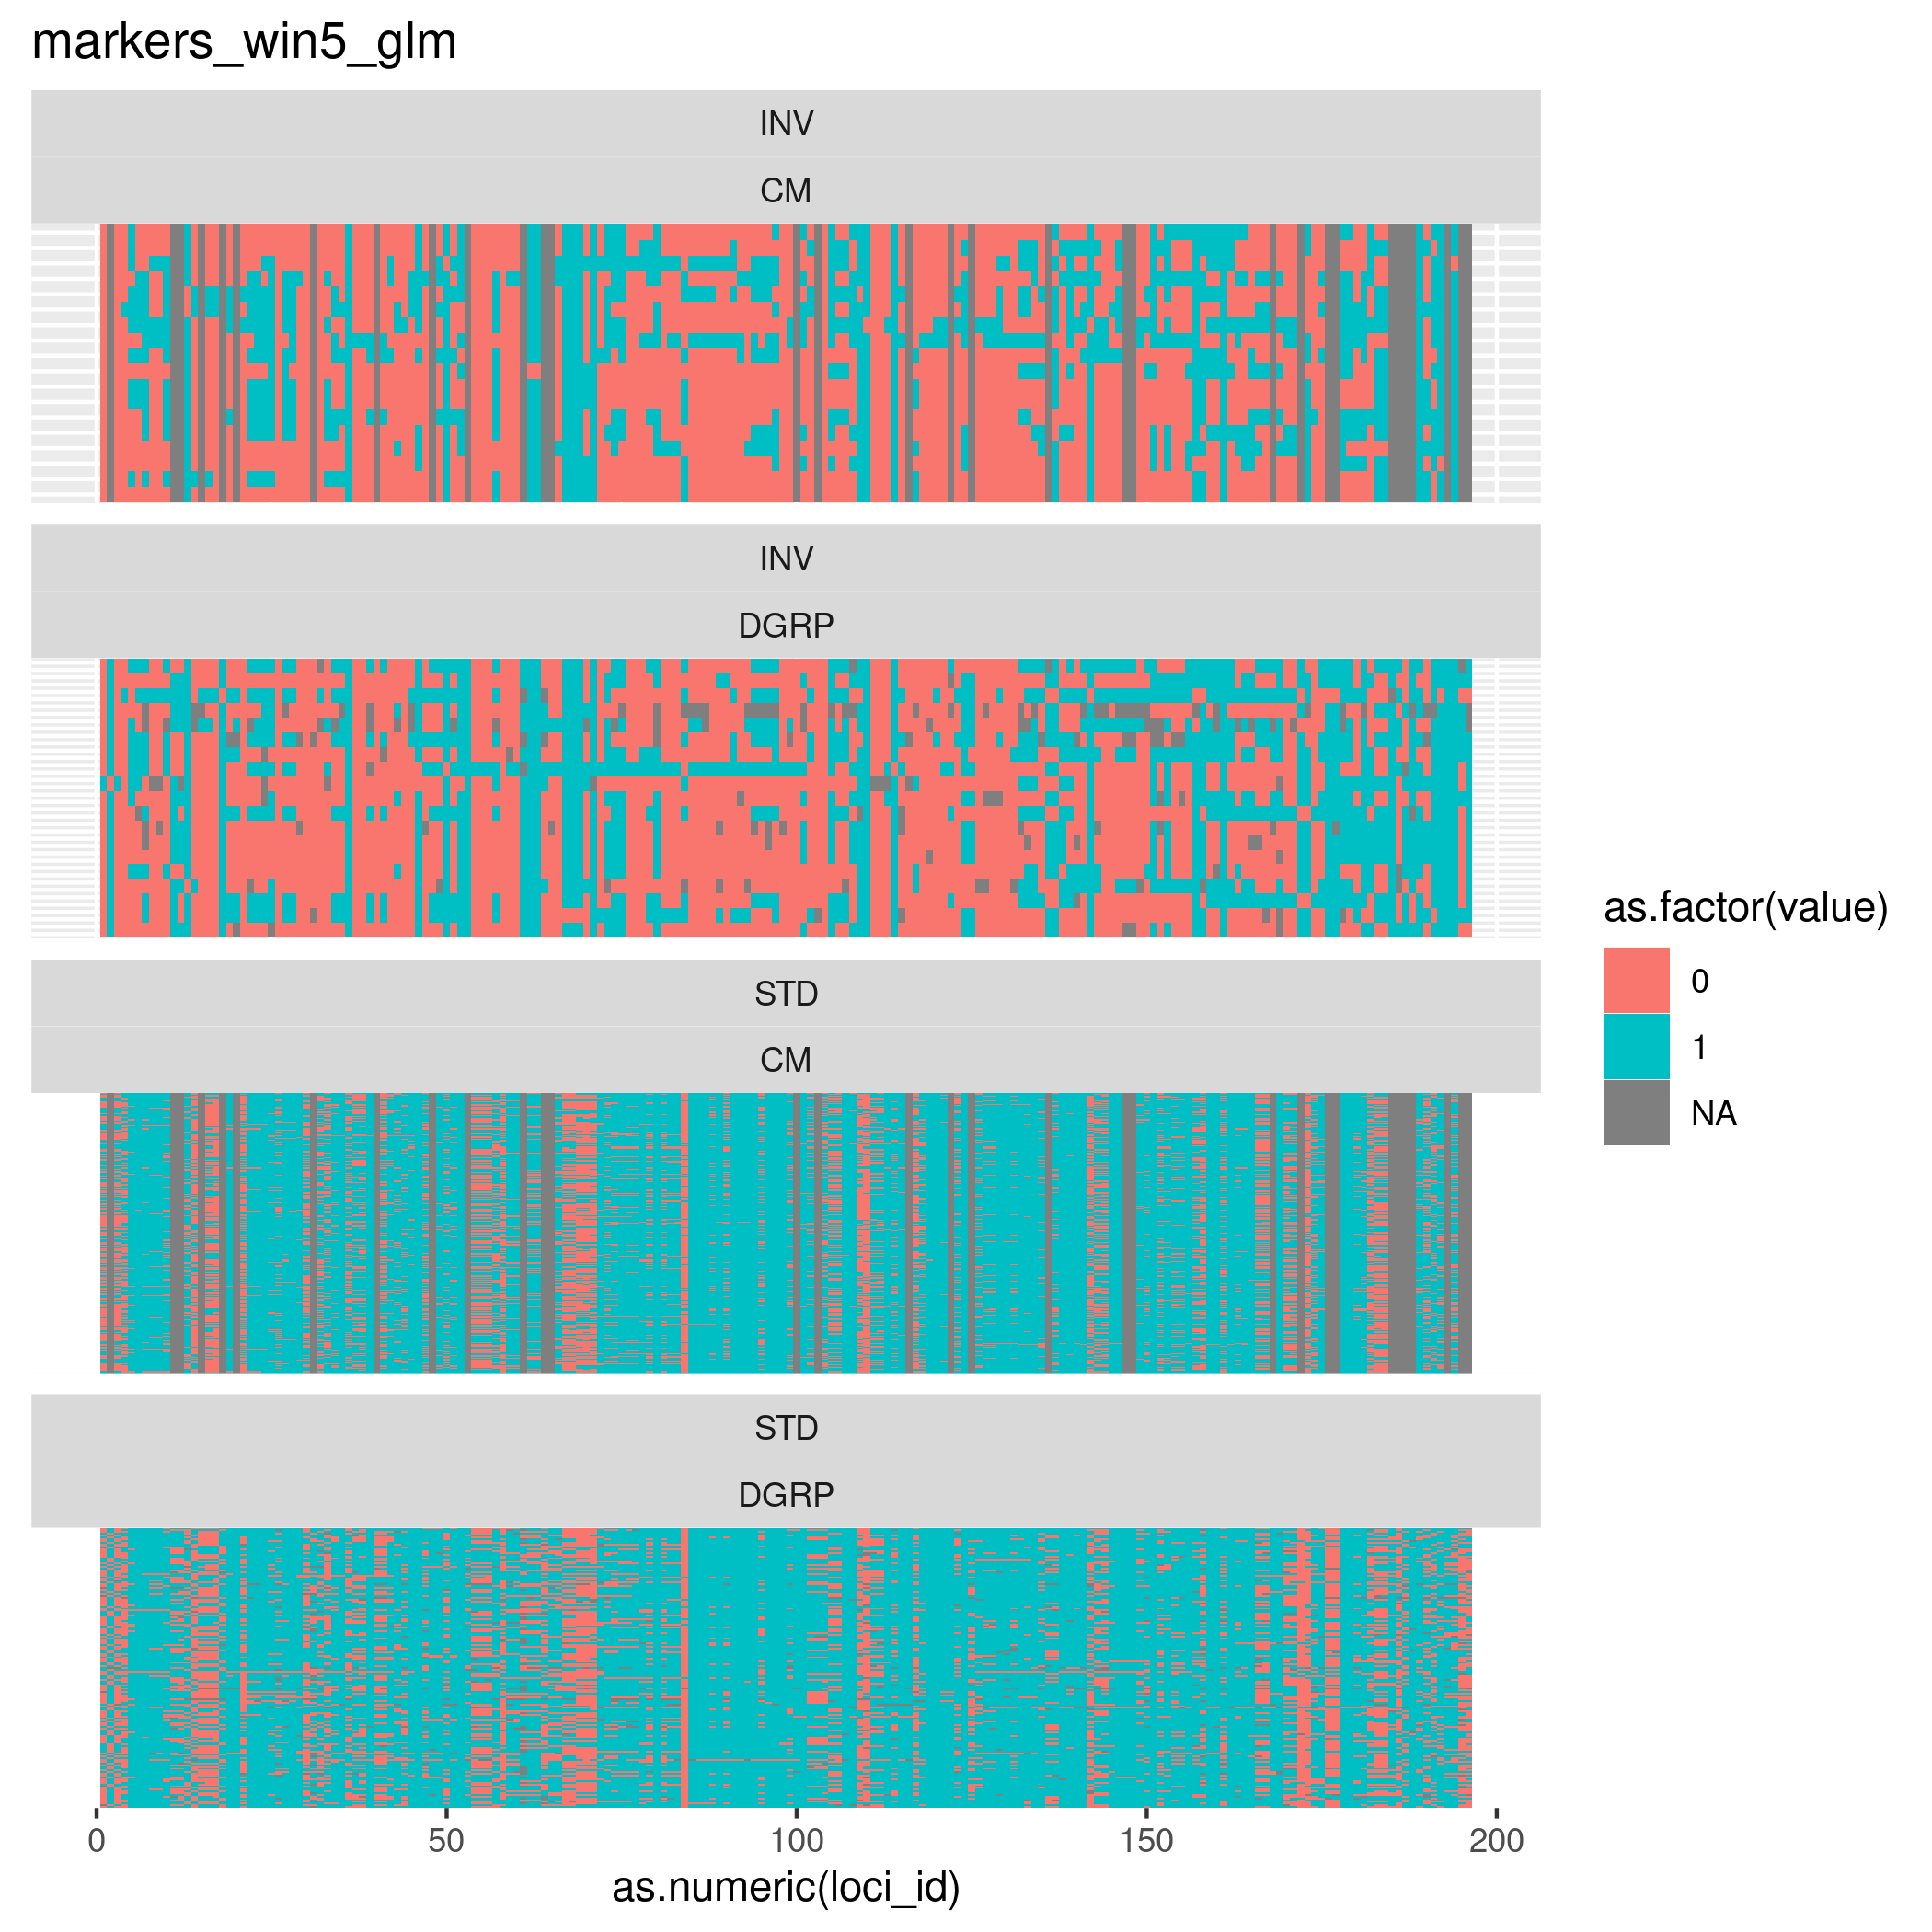 markers_win5_glm
INV
CM
INV
DGRP
as.factor(value)
0
1
NA
STD
CM
STD
DGRP
0 50 100 150 200
as.numeric(loci_id)